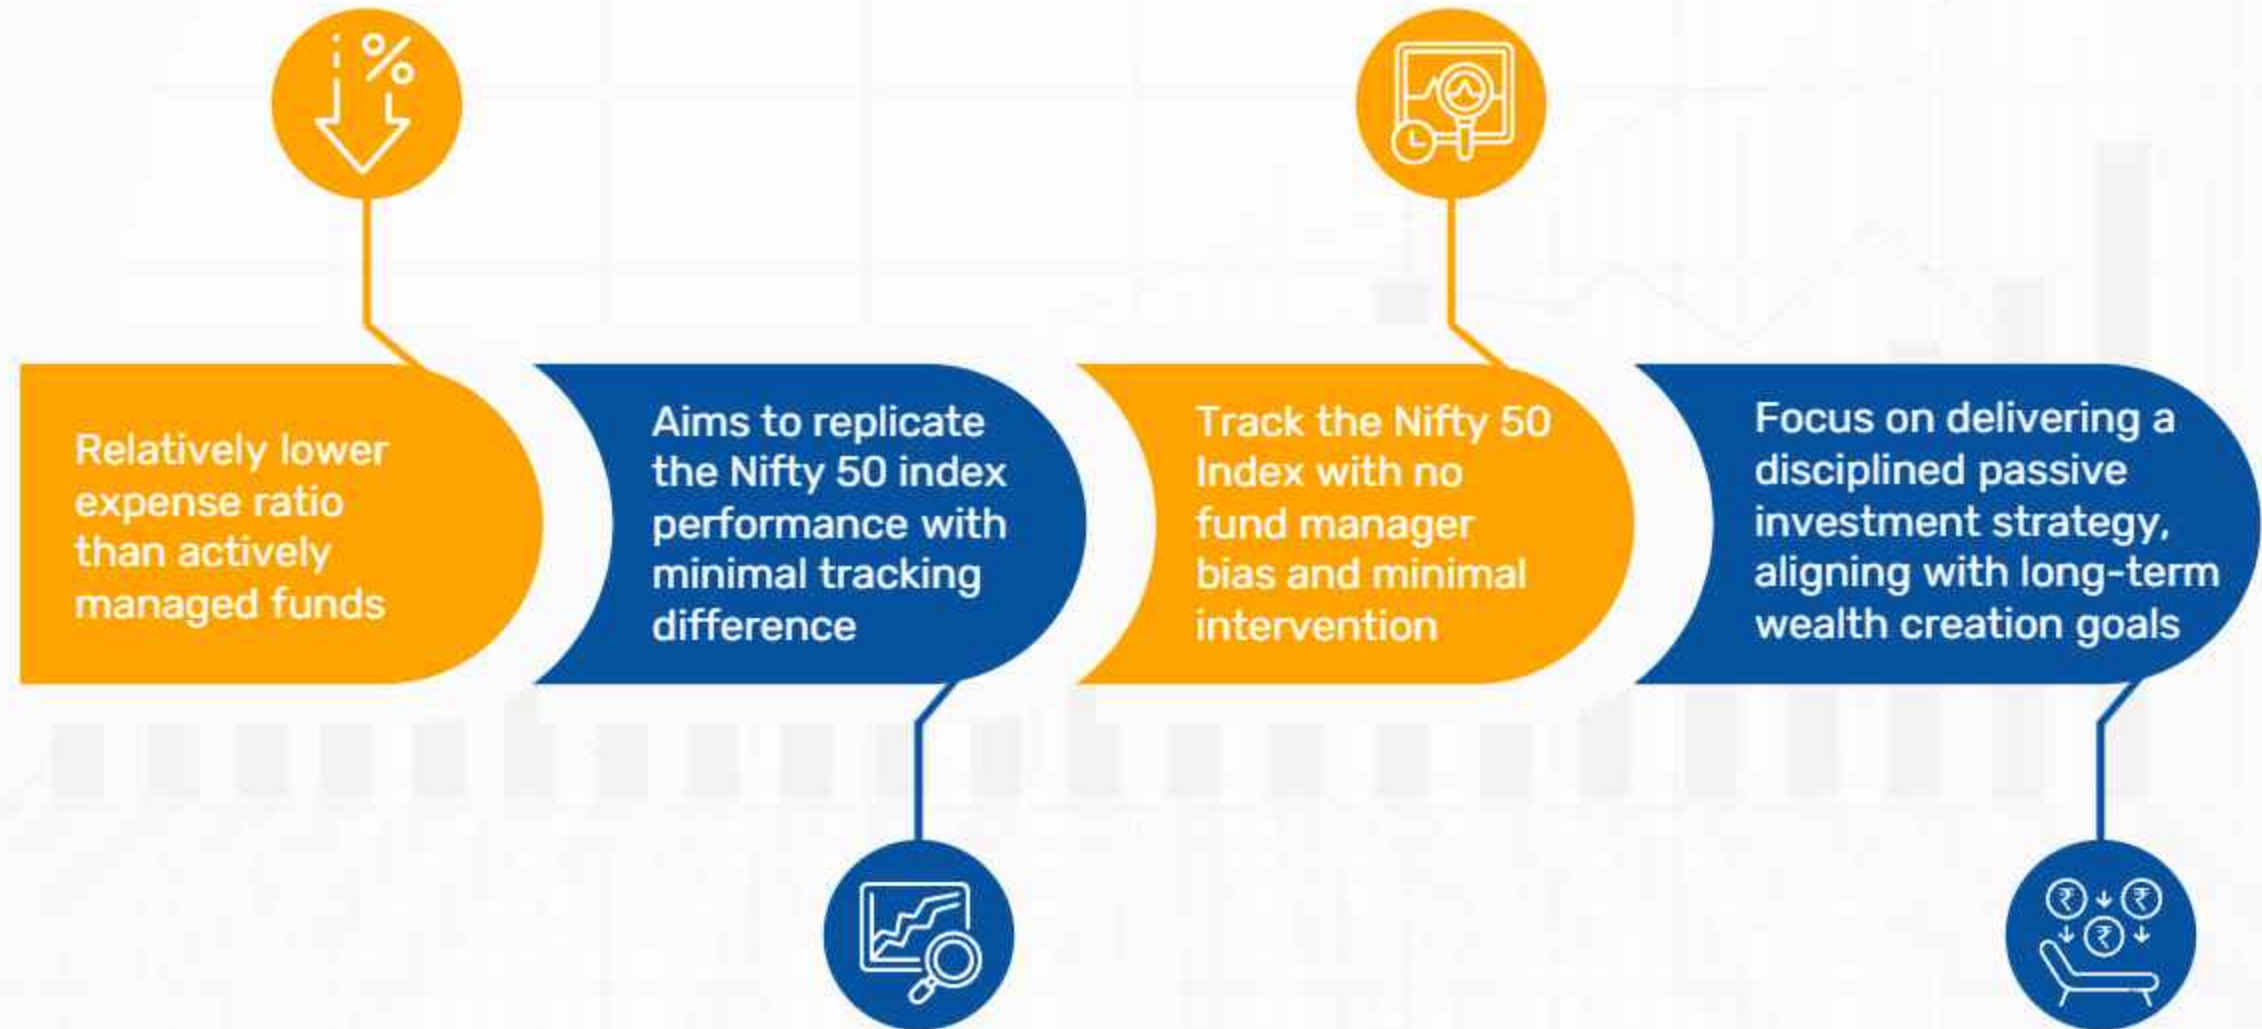 %
Relatively lower
expense ratio
than actively
managed funds
Aims to replicate
the Nifty 50 index
performance with
minimal tracking
difference
Track the Nifty 50
Index with no
fund manager
bias and minimal
intervention
Focus on delivering a
disciplined passive
investment strategy,
aligning with long-term
wealth creation goals
₹ ₹
₹